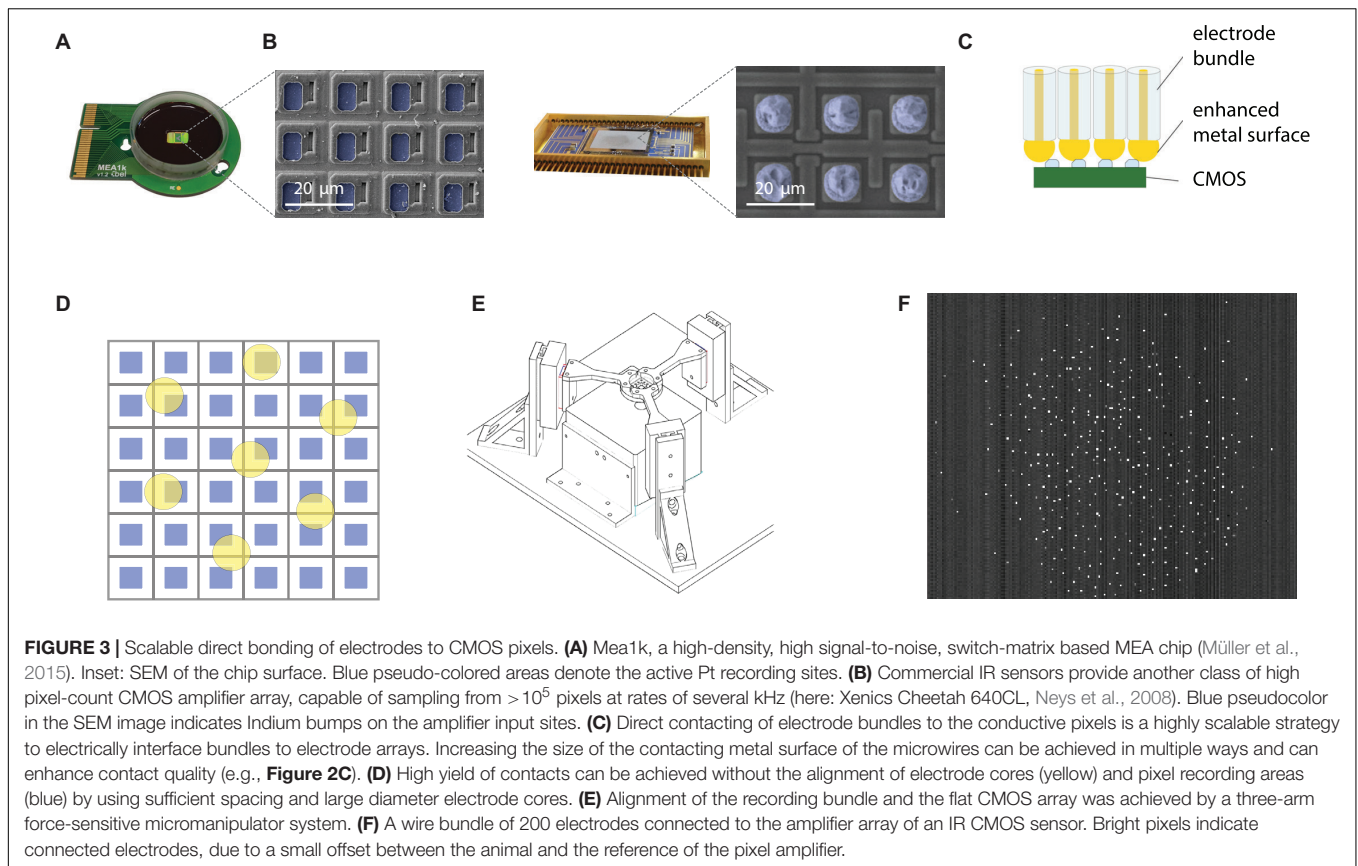 A
B
C
MEA1k
20 µm
20 µm
electrode
bundle
enhanced
metal surface
CMOS
D
E
F
FIGURE 3 | Scalable direct bonding of electrodes to CMOS pixels. (A) Mea1k, a high-density, high signal-to-noise, switch-matrix based MEA chip (Müller et al.,
2015). Inset: SEM of the chip surface. Blue pseudo-colored areas denote the active Pt recording sites. (B) Commercial IR sensors provide another class of high
pixel-count CMOS amplifier array, capable of sampling from >10⁵ pixels at rates of several kHz (here: Xenics Cheetah 640CL, Neys et al., 2008). Blue pseudocolor
in the SEM image indicates Indium bumps on the amplifier input sites. (C) Direct contacting of electrode bundles to the conductive pixels is a highly scalable strategy
to electrically interface bundles to electrode arrays. Increasing the size of the contacting metal surface of the microwires can be achieved in multiple ways and can
enhance contact quality (e.g., Figure 2C). (D) High yield of contacts can be achieved without the alignment of electrode cores (yellow) and pixel recording areas
(blue) by using sufficient spacing and large diameter electrode cores. (E) Alignment of the recording bundle and the flat CMOS array was achieved by a three-arm
force-sensitive micromanipulator system. (F) A wire bundle of 200 electrodes connected to the amplifier array of an IR CMOS sensor. Bright pixels indicate
connected electrodes, due to a small offset between the animal and the reference of the pixel amplifier.